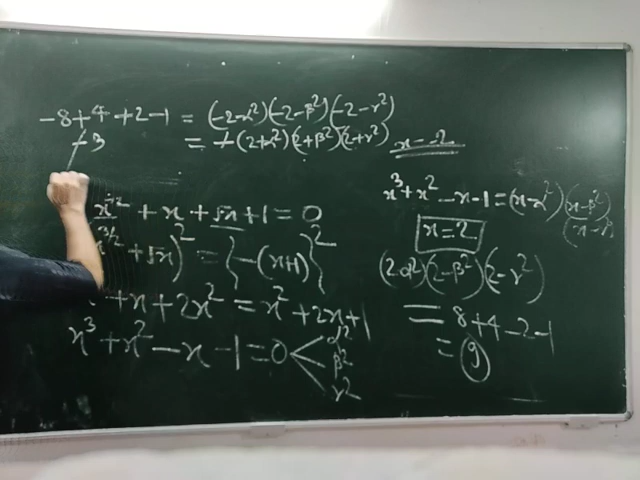 -8+4+2-1 = (-2-α²)(-2-β²)(-2-γ²)
-3 = -(2+α²)(2+β²)(2+γ²)
+ x + √x + 1 = 0
x^3/2 + √x)² = {-(x+1)}²
+ x + 2x² = x² + 2x + 1
x³ + x² - x - 1 = 0
α²
β²
γ²
x = 2
x³ + x² - x - 1 = (x-α²)(x-β²)
(x-γ²)
x = 2
(2-α²)(2-β²)(2-γ²)
= 8+4-2-1
= 9